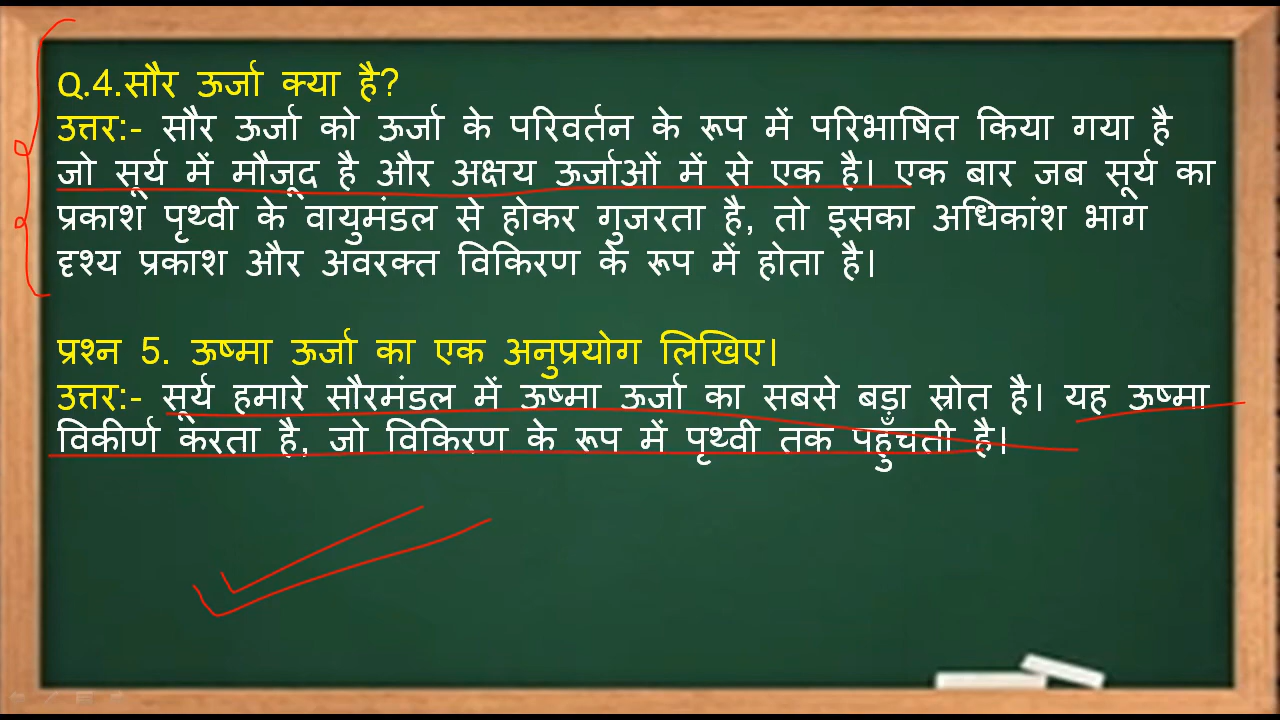 Q.4.सौर ऊर्जा क्या है?
उत्तर:- सौर ऊर्जा को ऊर्जा के परिवर्तन के रूप में परिभाषित किया गया है
जो सूर्य में मौजूद है और अक्षय ऊर्जाओं में से एक है। एक बार जब सूर्य का
प्रकाश पृथ्वी के वायुमंडल से होकर गुजरता है, तो इसका अधिकांश भाग
दृश्य प्रकाश और अवरक्त विकिरण के रूप में होता है।
प्रश्न 5. ऊष्मा ऊर्जा का एक अनुप्रयोग लिखिए।
उत्तर:- सूर्य हमारे सौरमंडल में ऊष्मा ऊर्जा का सबसे बड़ा स्रोत है। यह ऊष्मा
विकीर्ण करता है, जो विकिरण के रूप में पृथ्वी तक पहुँचती है।